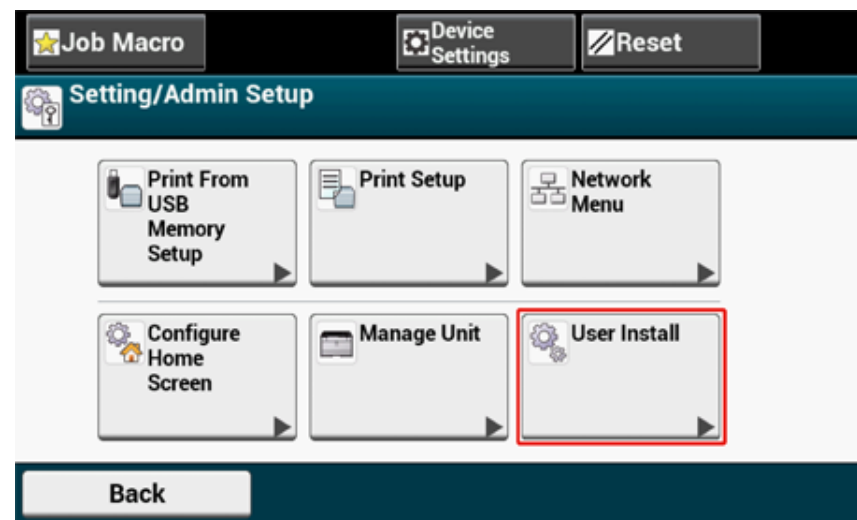 Job Macro
Device
Settings
Reset
Setting/Admin Setup
Print From
USB
Memory
Setup
Print Setup
Network
Menu
Configure
Home
Screen
Manage Unit
User Install
Back